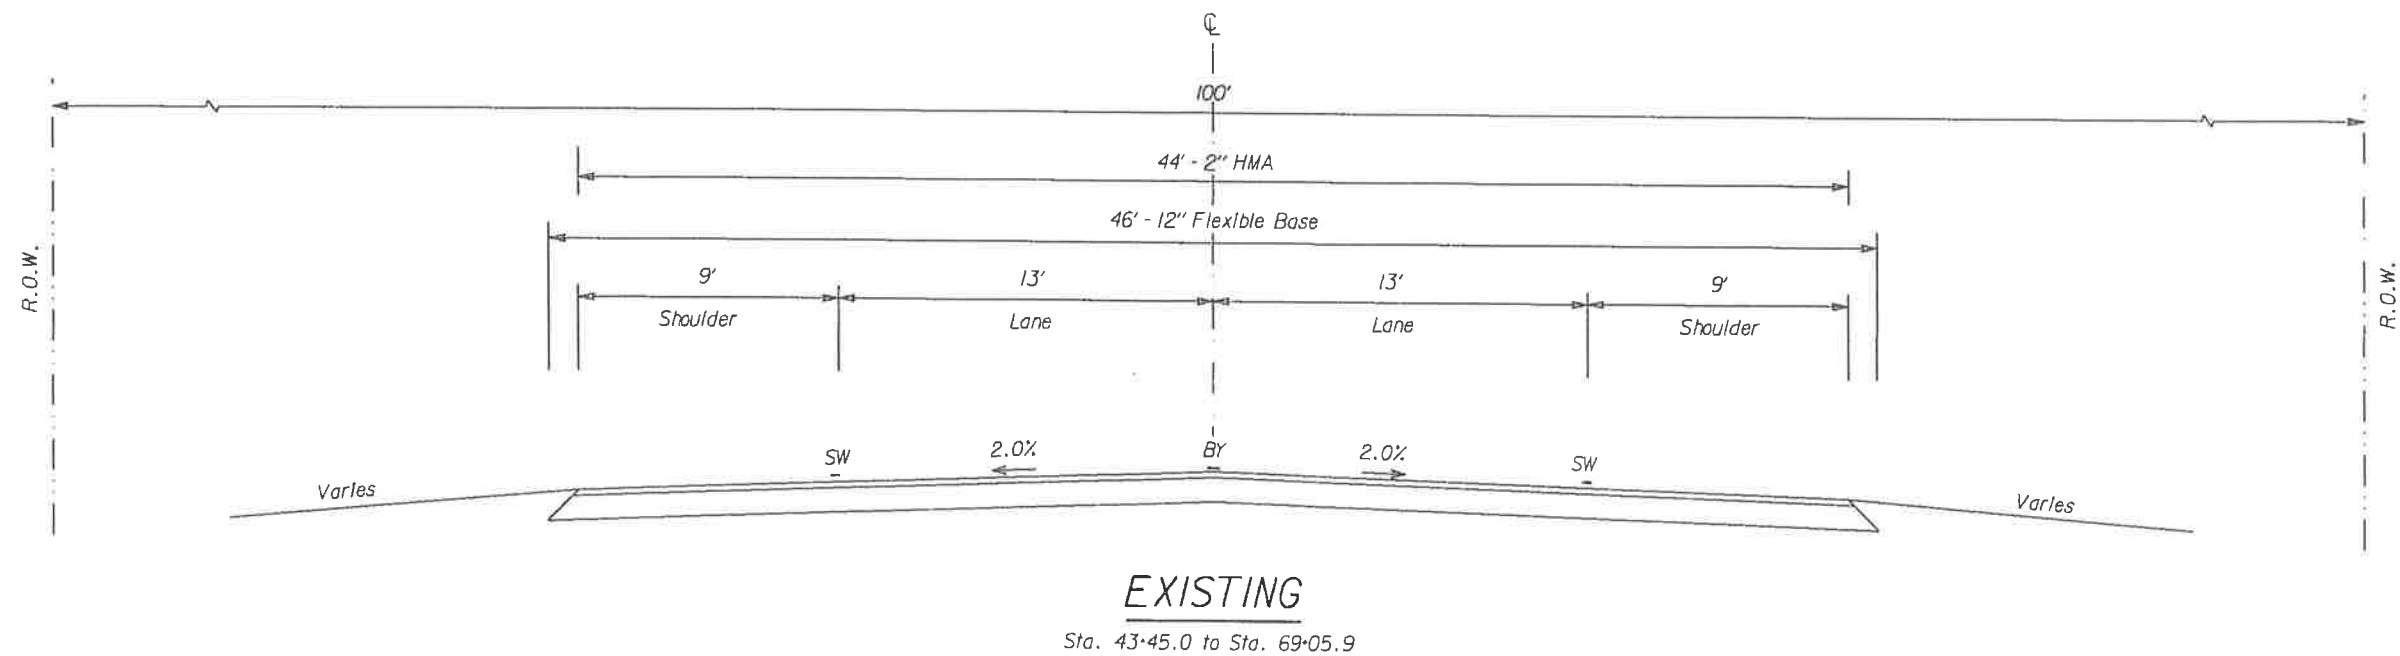 ℄
100'
44' - 2" HMA
46' - 12" Flexible Base
9' 13' 13' 9'
Shoulder Lane Lane Shoulder
R.O.W. R.O.W.
SW 2.0% BY 2.0% SW
Varies Varies
EXISTING
Sta. 43+45.0 to Sta. 69+05.9